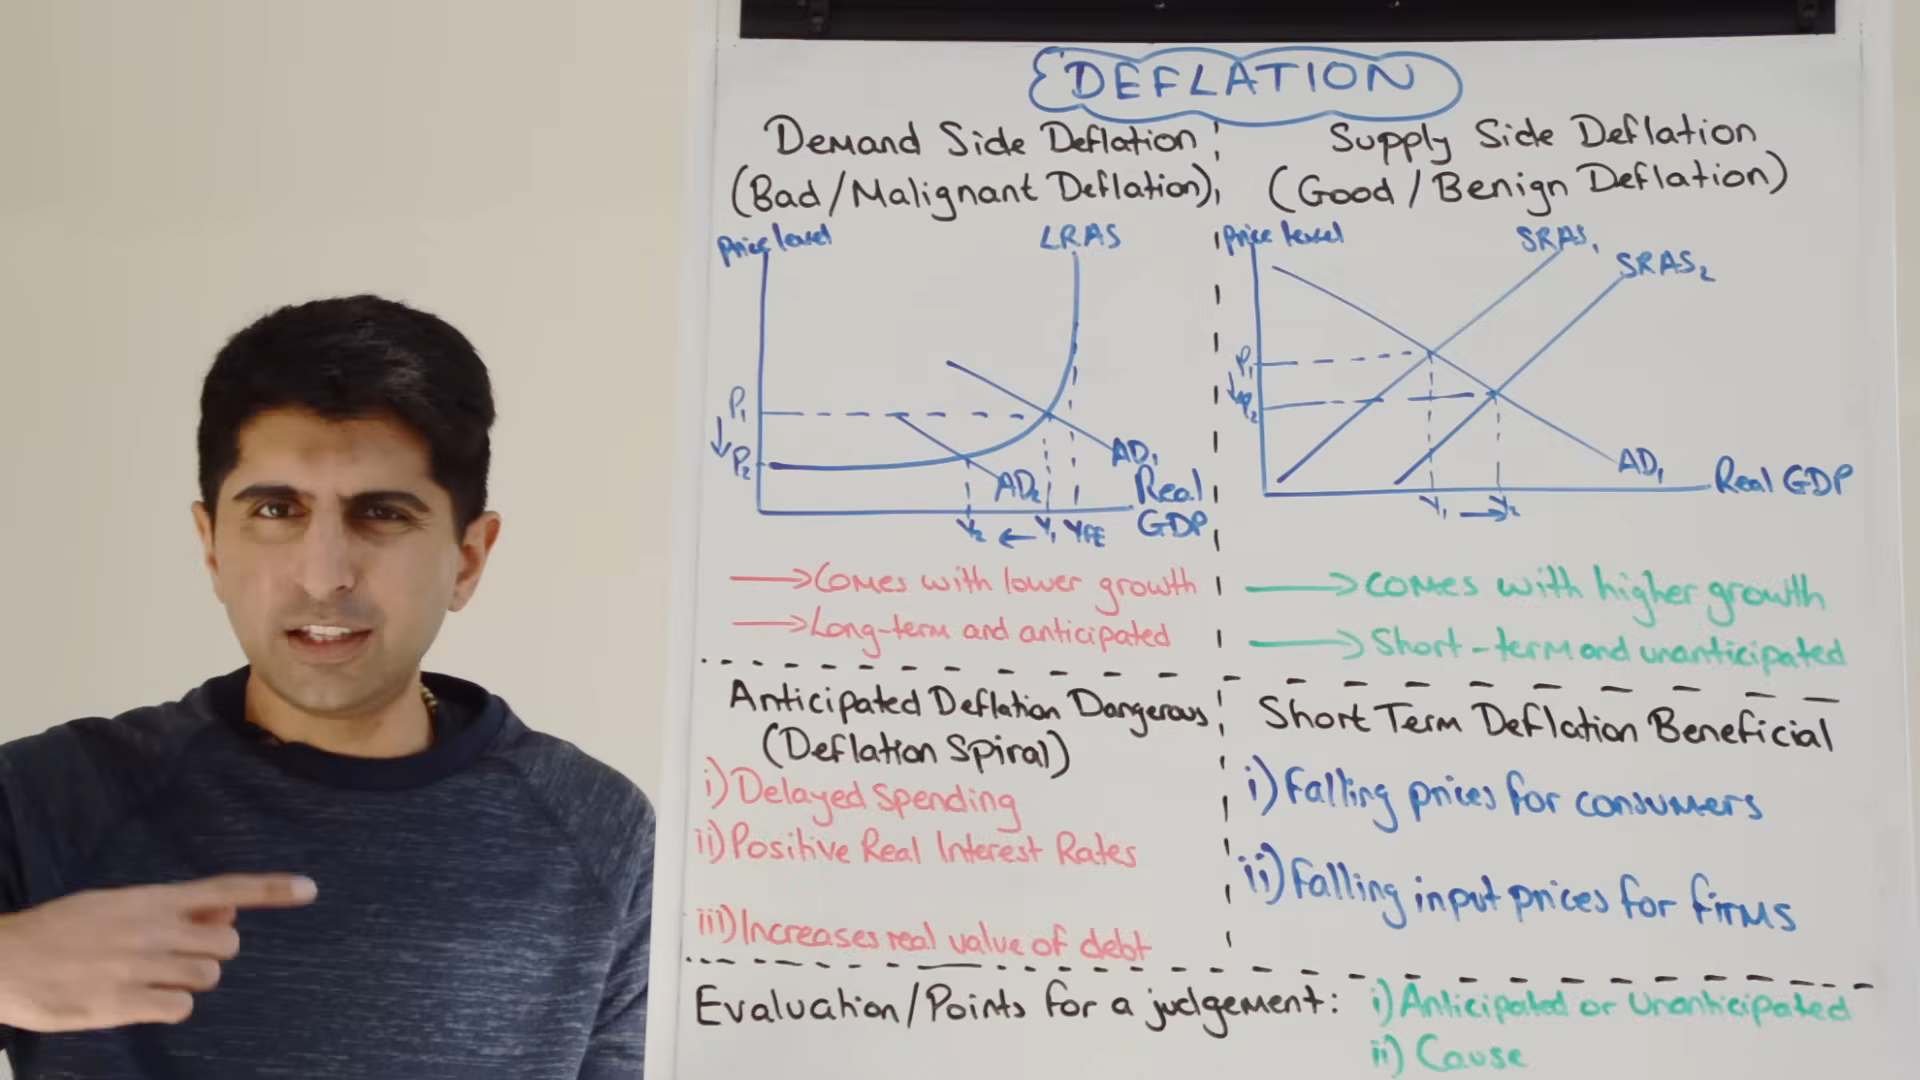 DEFLATION
Demand Side Deflation
(Bad/Malignant Deflation)
Price level
LRAS
P1
P2
AD1
AD2
Real
GDP
Y2 ← Y1 YFE
→ Comes with lower growth
→ Long-term and anticipated
Supply Side Deflation
(Good/Benign Deflation)
Price level
SRAS1
SRAS2
P1
P2
AD1
Real GDP
Y1 → Y2
→ Comes with higher growth
→ Short-term and unanticipated
Anticipated Deflation Dangerous
(Deflation Spiral)
i) Delayed Spending
ii) Positive Real Interest Rates
iii) Increases real value of debt
Short Term Deflation Beneficial
i) Falling prices for consumers
ii) Falling input prices for firms
Evaluation/Points for a judgement:
i) Anticipated or Unanticipated
ii) Cause